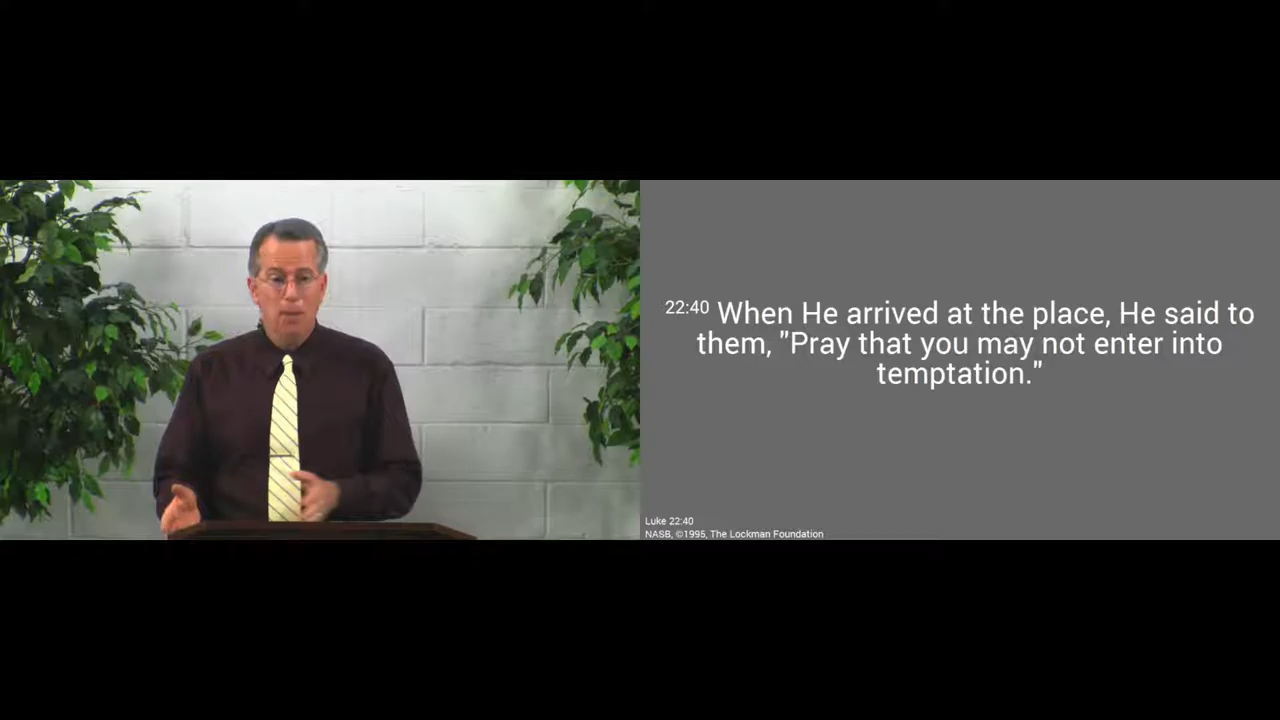 22:40 When He arrived at the place, He said to
them, "Pray that you may not enter into
temptation."
Luke 22:40
NASB, ©1995, The Lockman Foundation